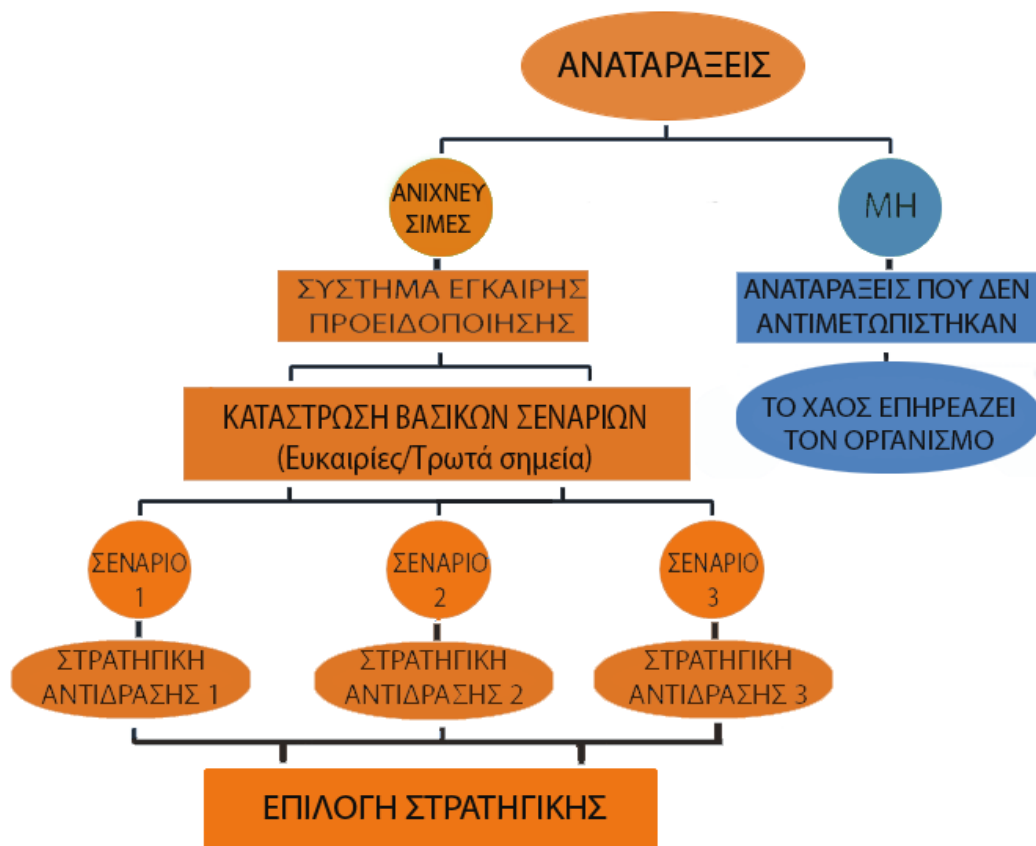 ΑΝΑΤΑΡΑΞΕΙΣ
ΑΝΙΧΝΕΥ
ΣΙΜΕΣ
ΜΗ
ΣΥΣΤΗΜΑ ΕΓΚΑΙΡΗΣ
ΠΡΟΕΙΔΟΠΟΙΗΣΗΣ
ΑΝΑΤΑΡΑΞΕΙΣ ΠΟΥ ΔΕΝ
ΑΝΤΙΜΕΤΩΠΙΣΤΗΚΑΝ
ΚΑΤΑΣΤΡΩΣΗ ΒΑΣΙΚΩΝ ΣΕΝΑΡΙΩΝ
(Ευκαιρίες/Τρωτά σημεία)
ΤΟ ΧΑΟΣ ΕΠΗΡΕΑΖΕΙ
ΤΟΝ ΟΡΓΑΝΙΣΜΟ
ΣΕΝΑΡΙΟ
1
ΣΕΝΑΡΙΟ
2
ΣΕΝΑΡΙΟ
3
ΣΤΡΑΤΗΓΙΚΗ
ΑΝΤΙΔΡΑΣΗΣ 1
ΣΤΡΑΤΗΓΙΚΗ
ΑΝΤΙΔΡΑΣΗΣ 2
ΣΤΡΑΤΗΓΙΚΗ
ΑΝΤΙΔΡΑΣΗΣ 3
ΕΠΙΛΟΓΗ ΣΤΡΑΤΗΓΙΚΗΣ